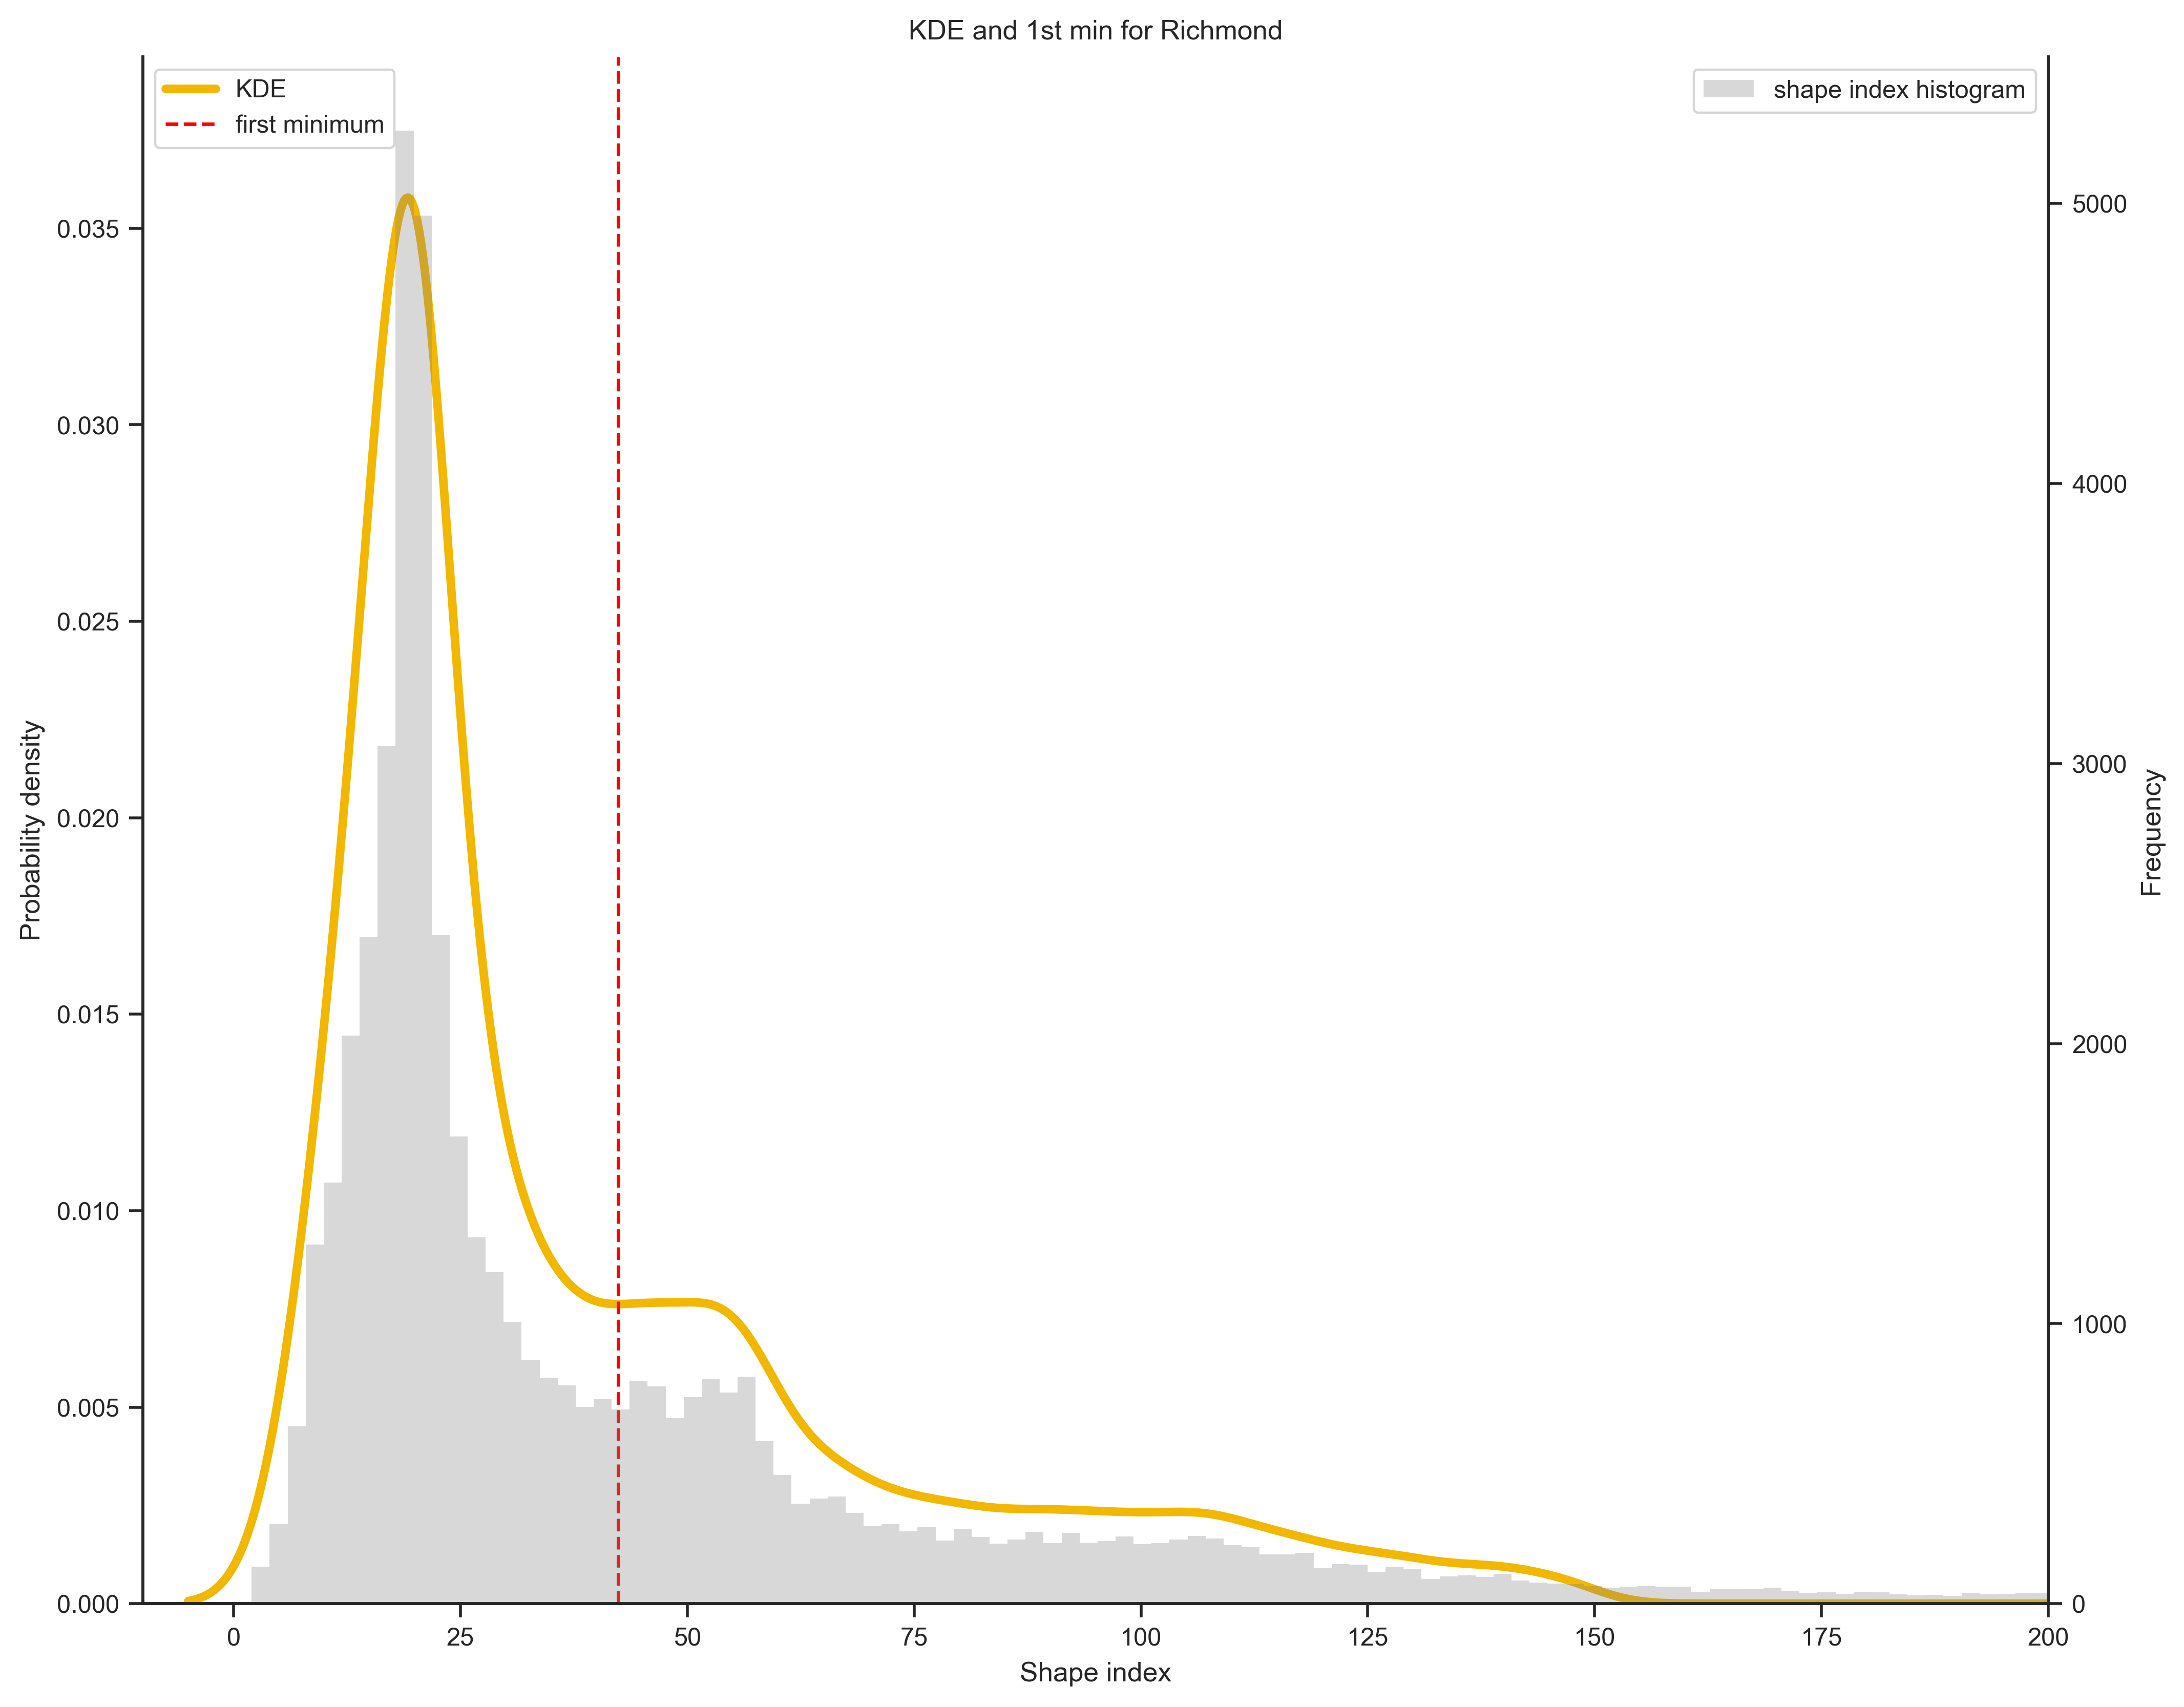 KDE and 1st min for Richmond
KDE
first minimum
shape index histogram
0.035
0.030
0.025
0.020
0.015
0.010
0.005
0.000
Probability density
5000
4000
3000
2000
1000
0
Frequency
0 25 50 75 100 125 150 175 200
Shape index